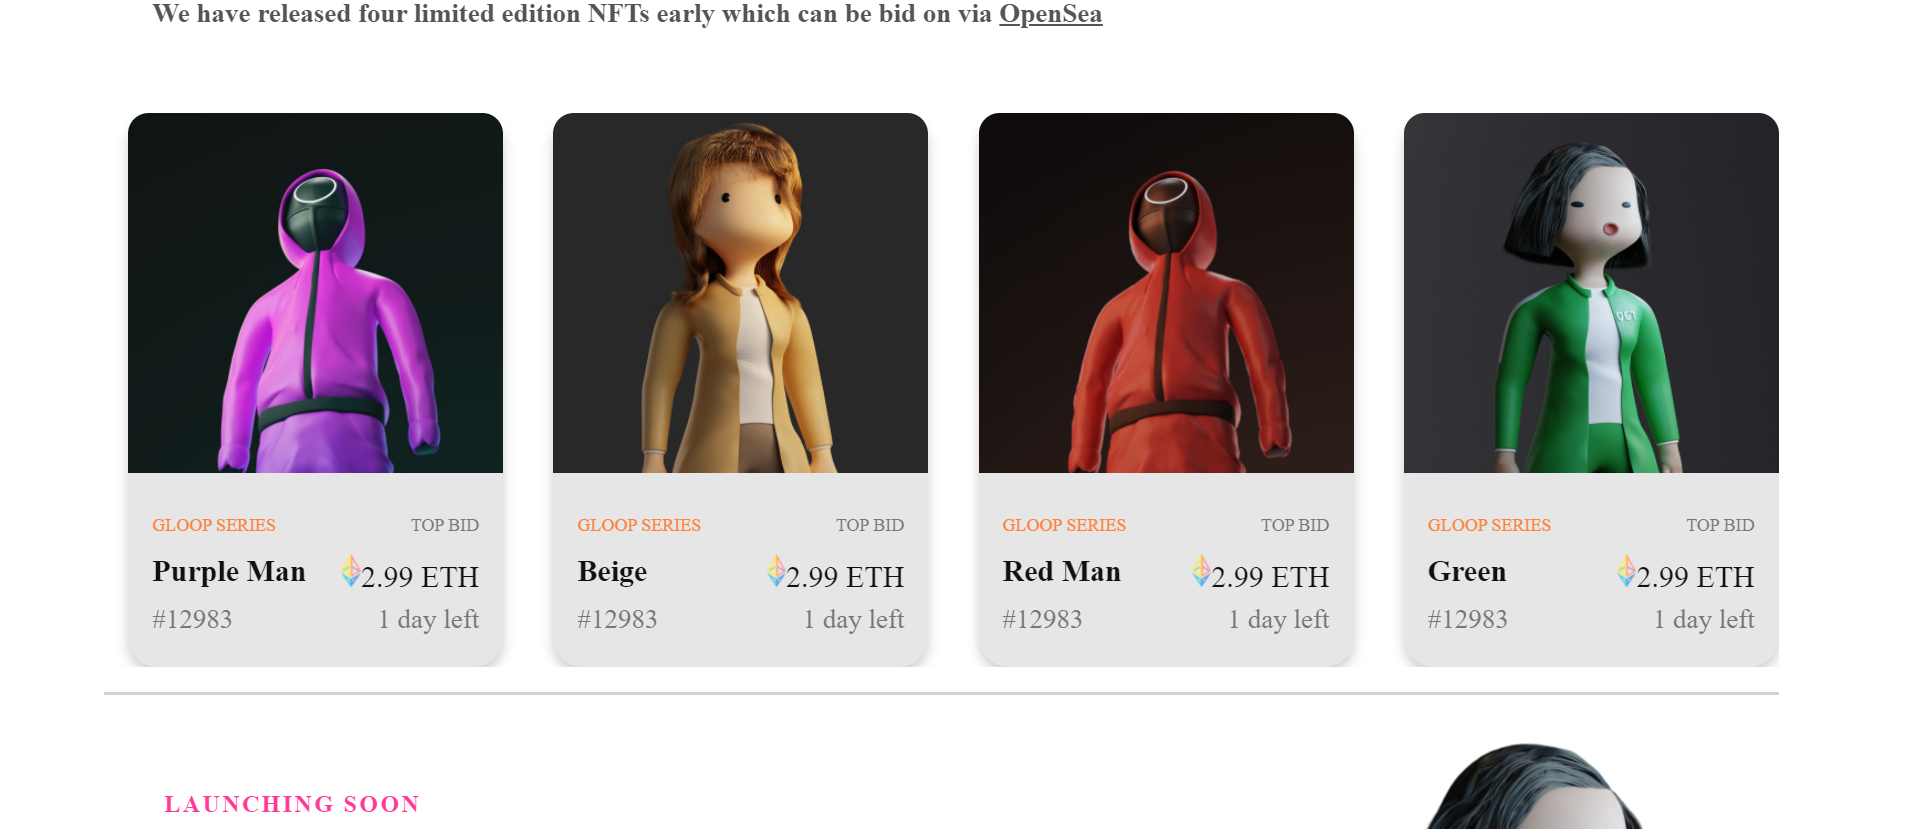 We have released four limited edition NFTs early which can be bid on via OpenSea
067
GLOOP SERIES TOP BID
Purple Man 2.99 ETH
#12983 1 day left
GLOOP SERIES TOP BID
Beige 2.99 ETH
#12983 1 day left
GLOOP SERIES TOP BID
Red Man 2.99 ETH
#12983 1 day left
GLOOP SERIES TOP BID
Green 2.99 ETH
#12983 1 day left
LAUNCHING SOON